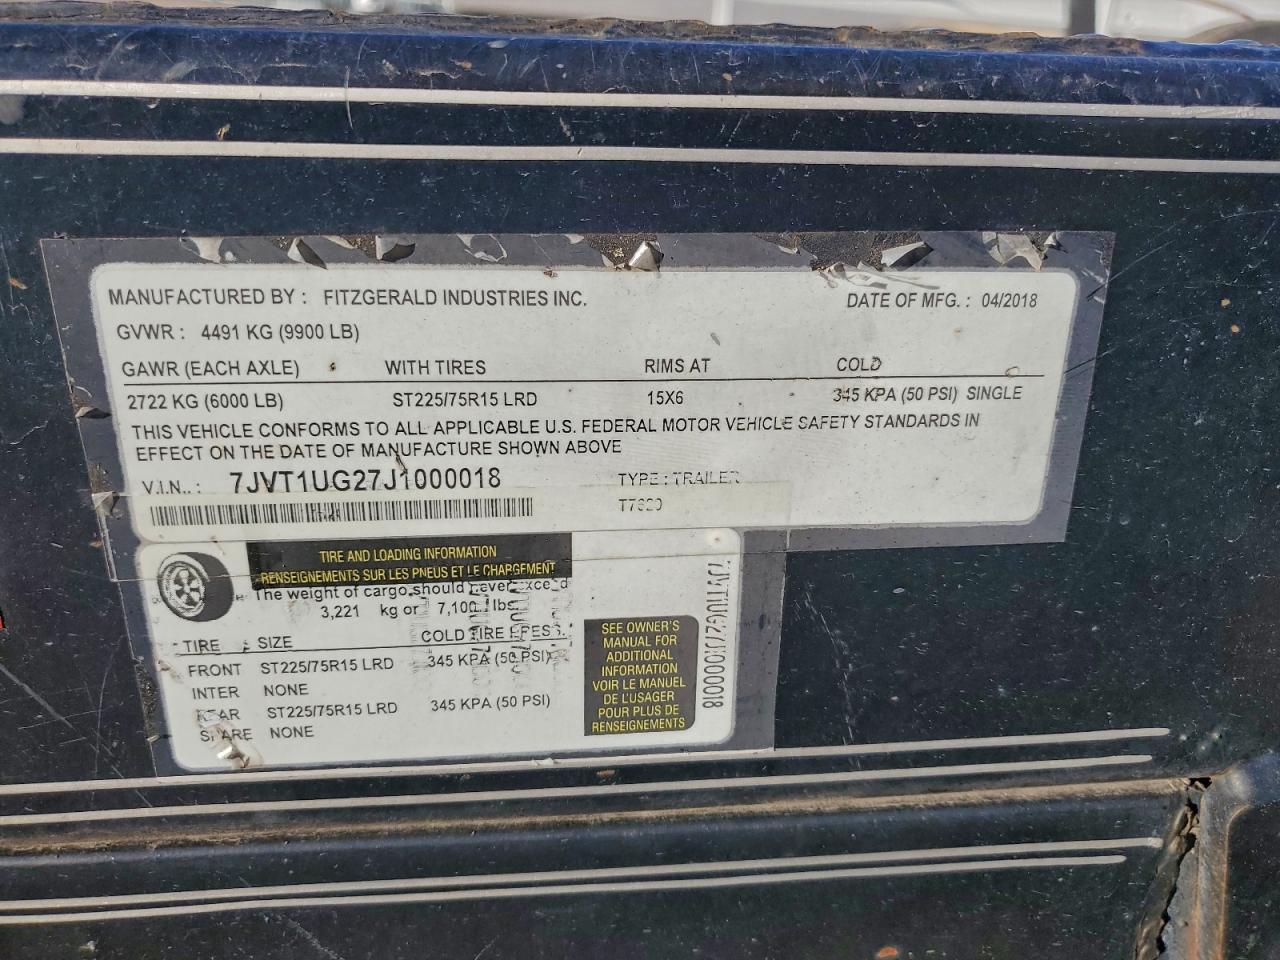 MANUFACTURED BY : FITZGERALD INDUSTRIES INC. DATE OF MFG. : 04/2018
GVWR : 4491 KG (9900 LB)
GAWR (EACH AXLE) WITH TIRES RIMS AT COLD
2722 KG (6000 LB) ST225/75R15 LRD 15X6 345 KPA (50 PSI) SINGLE
THIS VEHICLE CONFORMS TO ALL APPLICABLE U.S. FEDERAL MOTOR VEHICLE SAFETY STANDARDS IN
EFFECT ON THE DATE OF MANUFACTURE SHOWN ABOVE
V.I.N.. : 7JVT1UG27J1000018 TYPE : TRAILER
T7620
TIRE AND LOADING INFORMATION
RENSEIGNEMENTS SUR LES PNEUS ET LE CHARGEMENT
The weight of cargo should never exceed
3,221 kg or 7,100 lbs
TIRE SIZE COLD TIRE PRES.
FRONT ST225/75R15 LRD 345 KPA (50 PSI)
INTER NONE
REAR ST225/75R15 LRD 345 KPA (50 PSI)
SPARE NONE
SEE OWNER'S
MANUAL FOR
ADDITIONAL
INFORMATION
VOIR LE MANUEL
DE L'USAGER
POUR PLUS DE
RENSEIGNEMENTS
7JVT1UG27J1000018